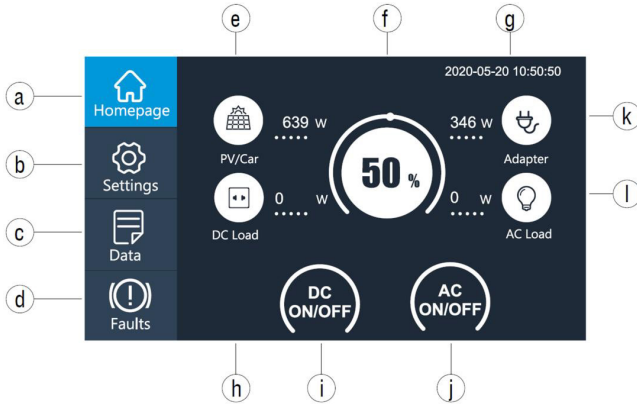 e
f
g
a
b
c
d
k
l
h
i
j
2020-05-20 10:50:50
Homepage
Settings
Data
Faults
639 W
PV/Car
0 W
DC Load
50 %
346 W
Adapter
0 W
AC Load
DC
ON/OFF
AC
ON/OFF